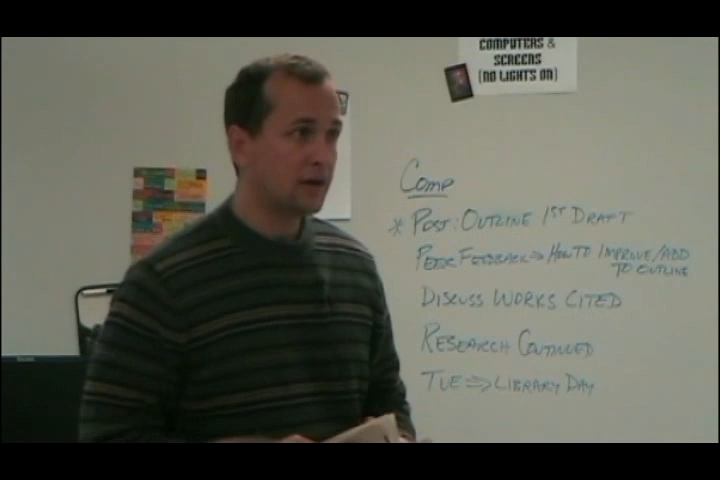 COMPUTERS &
SCREENS
(NO LIGHTS ON)
COMP
* POST: OUTLINE 1ST DRAFT
PEER FEEDBACK ⇒ HOW TO IMPROVE/ADD
TO OUTLINE
DISCUSS WORKS CITED
RESEARCH CONTINUED
TUE ⇒ LIBRARY DAY